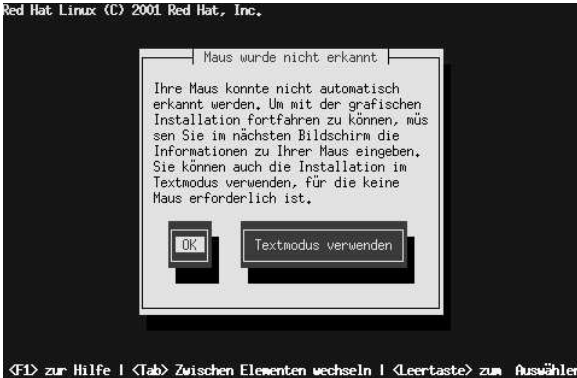 Red Hat Linux (C) 2001 Red Hat, Inc.
Maus wurde nicht erkannt
Ihre Maus konnte nicht automatisch
erkannt werden. Um mit der grafischen
Installation fortfahren zu können, müs
sen Sie im nächsten Bildschirm die
Informationen zu Ihrer Maus eingeben.
Sie können auch die Installation im
Textmodus verwenden, für die keine
Maus erforderlich ist.
OK Textmodus verwenden
<F1> zur Hilfe | <Tab> Zwischen Elementen wechseln | <Leertaste> zum Auswählen